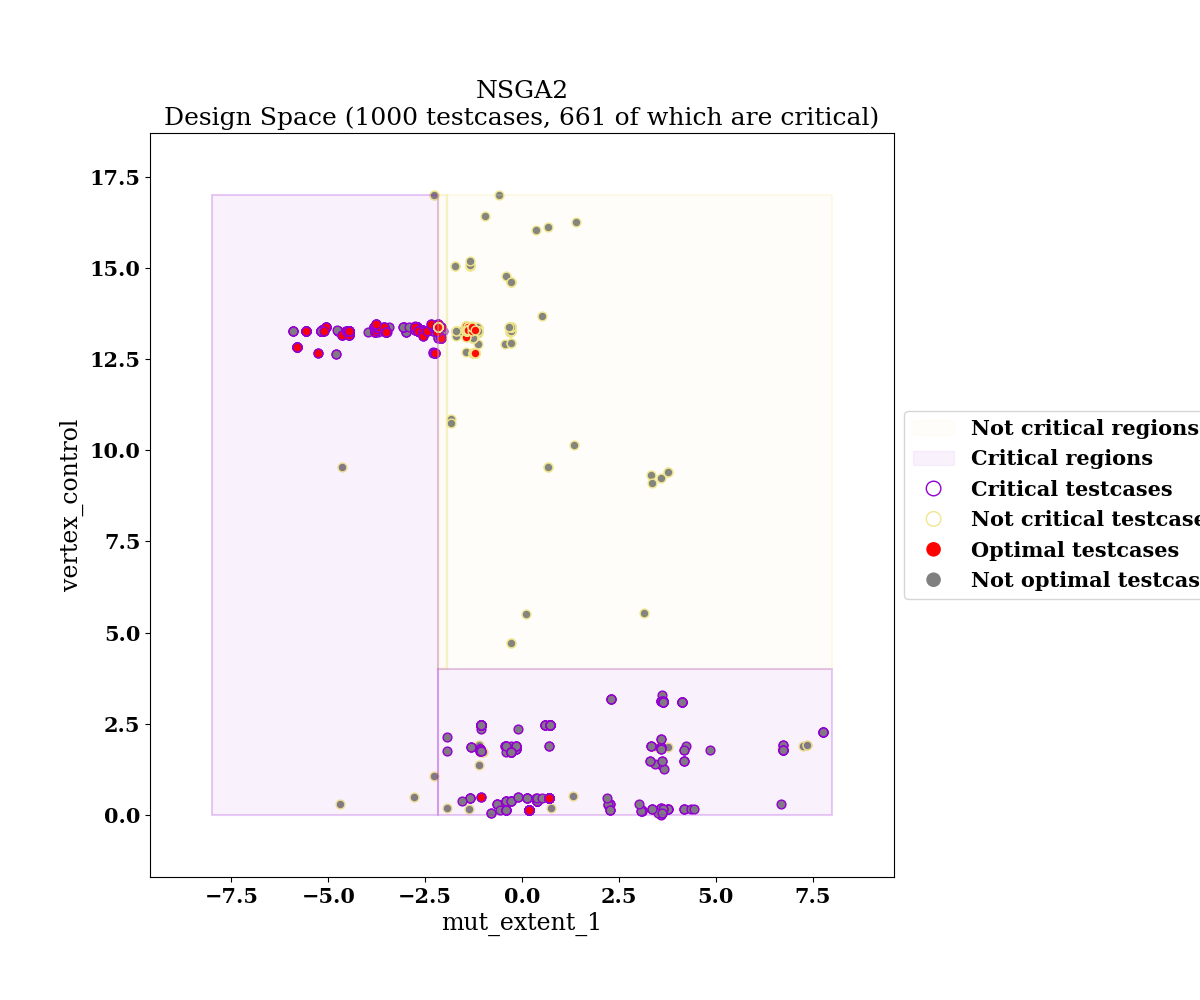 NSGA2
Design Space (1000 testcases, 661 of which are critical)
17.5
15.0
12.5
10.0
7.5
5.0
2.5
0.0
vertex_control
−7.5
−5.0
−2.5
0.0
2.5
5.0
7.5
mut_extent_1
Not critical regions
Critical regions
Critical testcases
Not critical testcase
Optimal testcases
Not optimal testcas